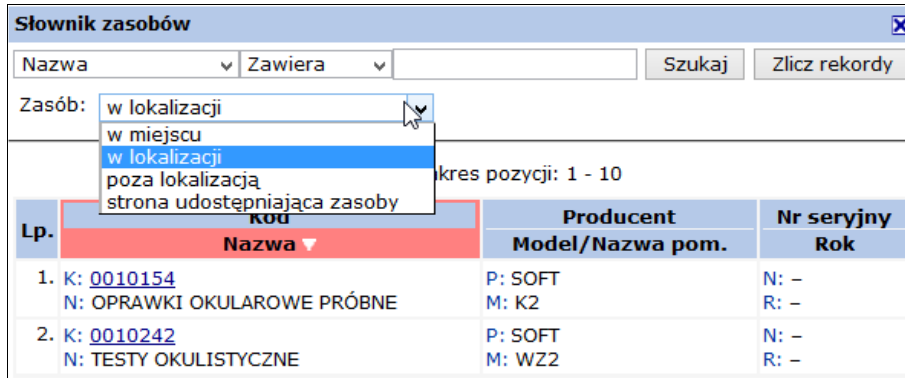 Słownik zasobów
Nazwa Zawiera Szukaj Zlicz rekordy
Zasób: w lokalizacji
w miejscu
w lokalizacji
poza lokalizacją
strona udostępniająca zasoby
kres pozycji: 1 - 10
Lp. Kod Producent Nr seryjny
Nazwa Model/Nazwa pom. Rok
1. K: 0010154 P: SOFT N: –
N: OPRAWKI OKULAROWE PRÓBNE M: K2 R: –
2. K: 0010242 P: SOFT N: –
N: TESTY OKULISTYCZNE M: WZ2 R: –